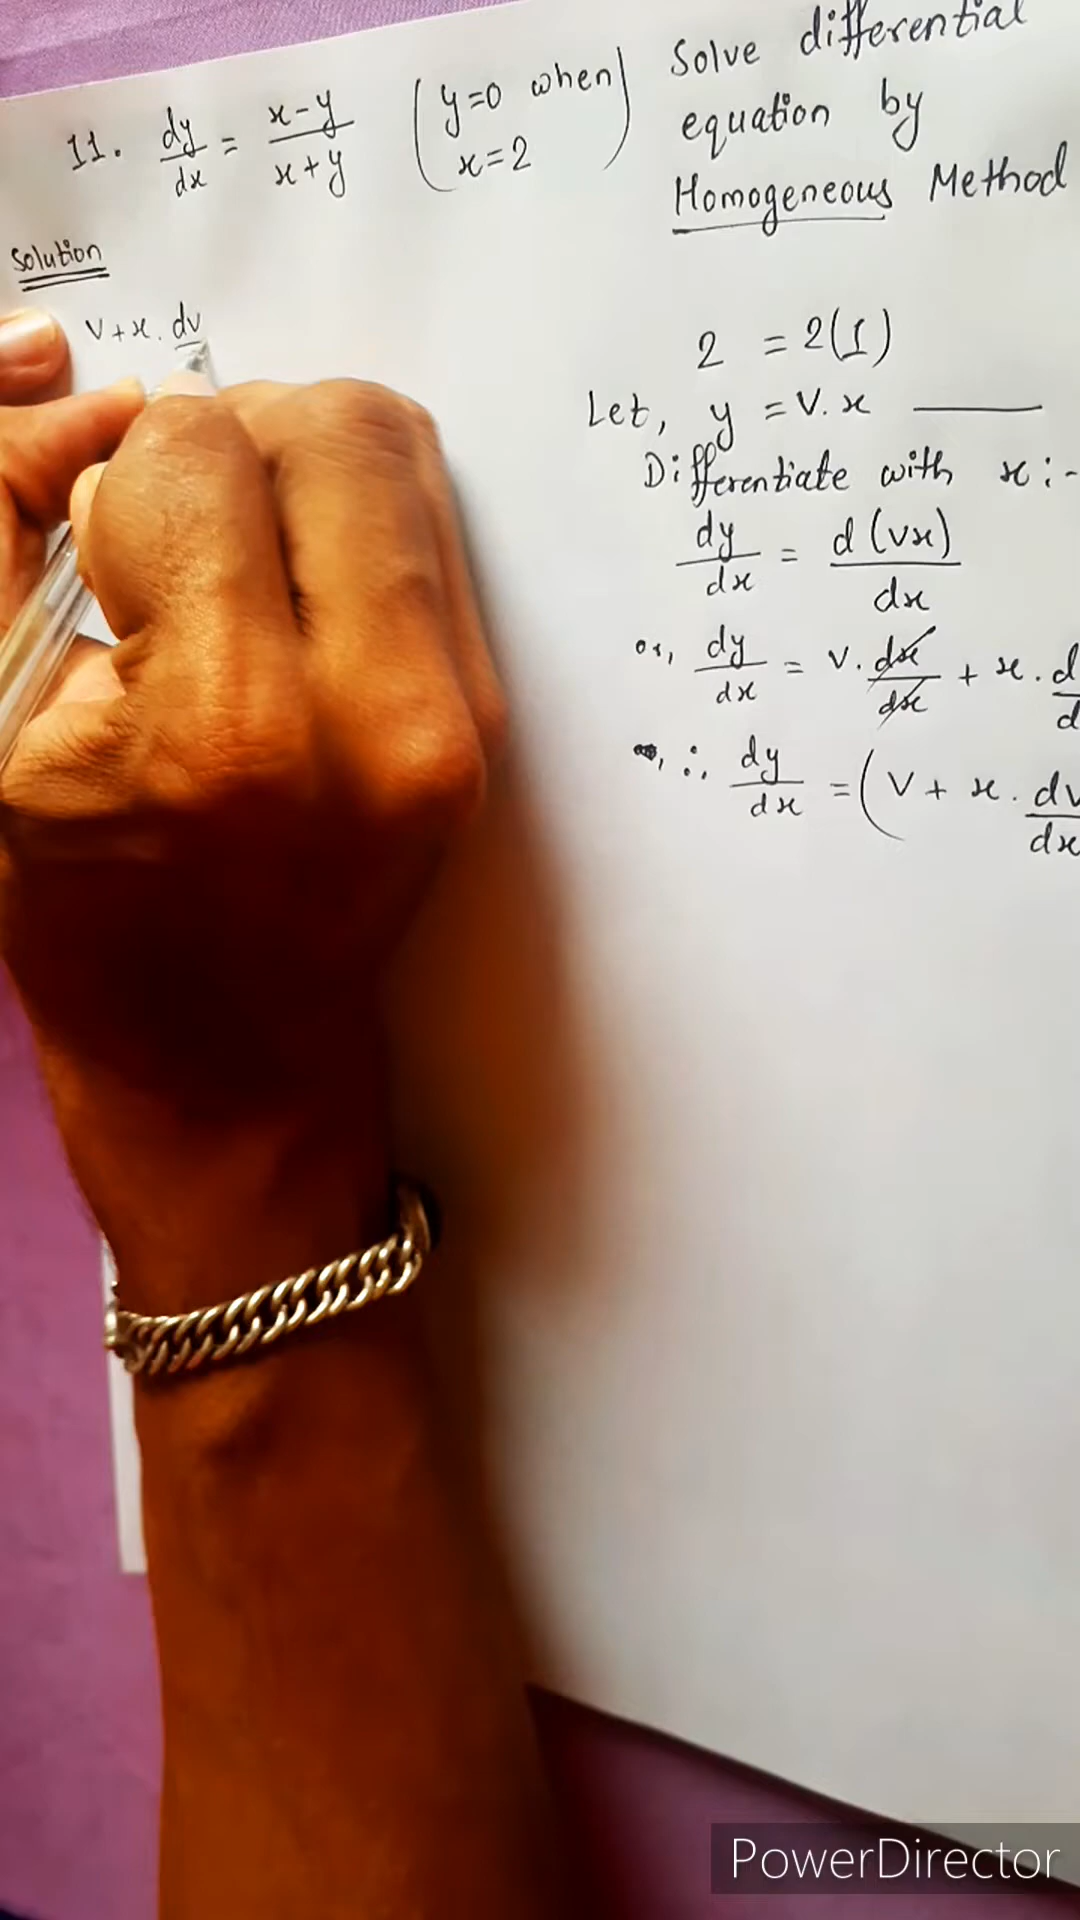 11. dy/dx = x-y/x+y (y=0 when x=2)
Solve differential
equation by
Homogeneous Method
Solution
v+x.dv
2 = 2(1)
Let, y = v.x
Differentiate with x:-
dy/dx = d(vx)/dx
or, dy/dx = v.dx/dx + x.d/d
∴ dy/dx = (v + x.dv/dx
PowerDirector